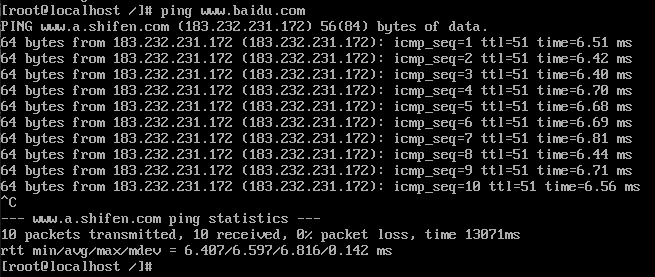 [root@localhost /]# ping www.baidu.com
PING www.a.shifen.com (183.232.231.172) 56(84) bytes of data.
64 bytes from 183.232.231.172 (183.232.231.172): icmp_seq=1 ttl=51 time=6.51 ms
64 bytes from 183.232.231.172 (183.232.231.172): icmp_seq=2 ttl=51 time=6.42 ms
64 bytes from 183.232.231.172 (183.232.231.172): icmp_seq=3 ttl=51 time=6.40 ms
64 bytes from 183.232.231.172 (183.232.231.172): icmp_seq=4 ttl=51 time=6.70 ms
64 bytes from 183.232.231.172 (183.232.231.172): icmp_seq=5 ttl=51 time=6.68 ms
64 bytes from 183.232.231.172 (183.232.231.172): icmp_seq=6 ttl=51 time=6.69 ms
64 bytes from 183.232.231.172 (183.232.231.172): icmp_seq=7 ttl=51 time=6.81 ms
64 bytes from 183.232.231.172 (183.232.231.172): icmp_seq=8 ttl=51 time=6.44 ms
64 bytes from 183.232.231.172 (183.232.231.172): icmp_seq=9 ttl=51 time=6.71 ms
64 bytes from 183.232.231.172 (183.232.231.172): icmp_seq=10 ttl=51 time=6.56 ms
^C
--- www.a.shifen.com ping statistics ---
10 packets transmitted, 10 received, 0% packet loss, time 13071ms
rtt min/avg/max/mdev = 6.407/6.597/6.816/0.142 ms
[root@localhost /]#